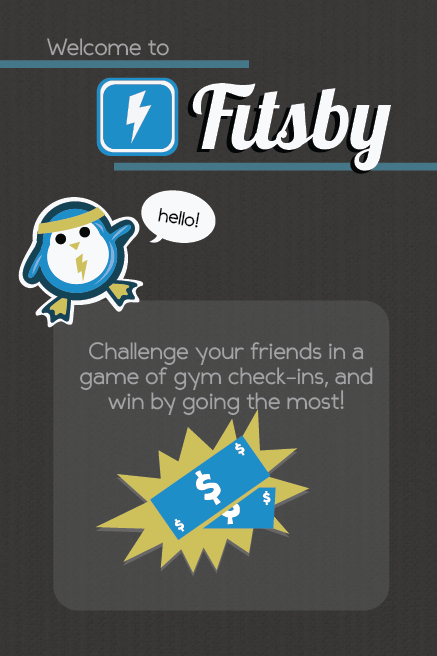 Welcome to
Fitsby
hello!
Challenge your friends in a
game of gym check-ins, and
win by going the most!
$
$
$
$
$